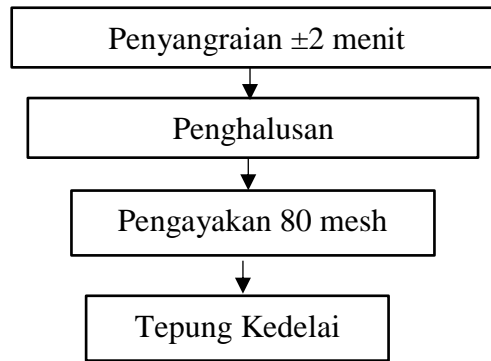 Penyangraian ±2 menit
Penghalusan
Pengayakan 80 mesh
Tepung Kedelai